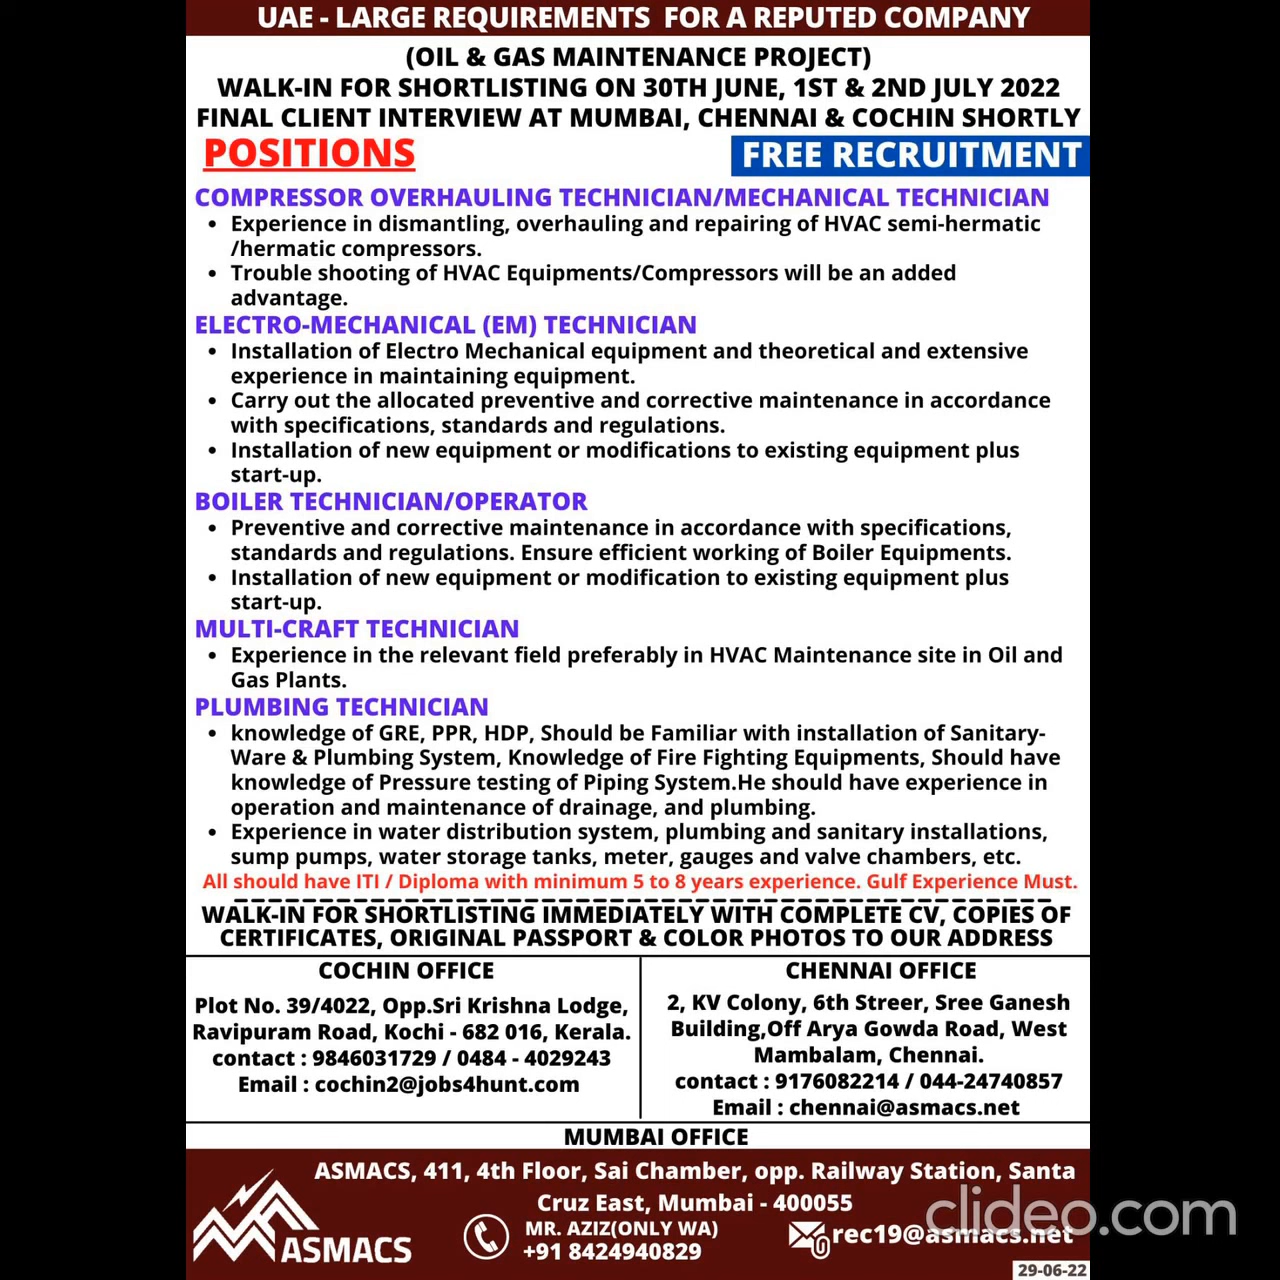 UAE - LARGE REQUIREMENTS FOR A REPUTED COMPANY
(OIL & GAS MAINTENANCE PROJECT)
WALK-IN FOR SHORTLISTING ON 30TH JUNE, 1ST & 2ND JULY 2022
FINAL CLIENT INTERVIEW AT MUMBAI, CHENNAI & COCHIN SHORTLY
POSITIONS
FREE RECRUITMENT
COMPRESSOR OVERHAULING TECHNICIAN/MECHANICAL TECHNICIAN
• Experience in dismantling, overhauling and repairing of HVAC semi-hermatic
/hermatic compressors.
• Trouble shooting of HVAC Equipments/Compressors will be an added
advantage.
ELECTRO-MECHANICAL (EM) TECHNICIAN
• Installation of Electro Mechanical equipment and theoretical and extensive
experience in maintaining equipment.
• Carry out the allocated preventive and corrective maintenance in accordance
with specifications, standards and regulations.
• Installation of new equipment or modifications to existing equipment plus
start-up.
BOILER TECHNICIAN/OPERATOR
• Preventive and corrective maintenance in accordance with specifications,
standards and regulations. Ensure efficient working of Boiler Equipments.
• Installation of new equipment or modification to existing equipment plus
start-up.
MULTI-CRAFT TECHNICIAN
• Experience in the relevant field preferably in HVAC Maintenance site in Oil and
Gas Plants.
PLUMBING TECHNICIAN
• knowledge of GRE, PPR, HDP, Should be Familiar with installation of Sanitary-
Ware & Plumbing System, Knowledge of Fire Fighting Equipments, Should have
knowledge of Pressure testing of Piping System.He should have experience in
operation and maintenance of drainage, and plumbing.
• Experience in water distribution system, plumbing and sanitary installations,
sump pumps, water storage tanks, meter, gauges and valve chambers, etc.
All should have ITI / Diploma with minimum 5 to 8 years experience. Gulf Experience Must.
WALK-IN FOR SHORTLISTING IMMEDIATELY WITH COMPLETE CV, COPIES OF
CERTIFICATES, ORIGINAL PASSPORT & COLOR PHOTOS TO OUR ADDRESS
COCHIN OFFICE
Plot No. 39/4022, Opp.Sri Krishna Lodge,
Ravipuram Road, Kochi - 682 016, Kerala.
contact : 9846031729 / 0484 - 4029243
Email : cochin2@jobs4hunt.com
CHENNAI OFFICE
2, KV Colony, 6th Streer, Sree Ganesh
Building,Off Arya Gowda Road, West
Mambalam, Chennai.
contact : 9176082214 / 044-24740857
Email : chennai@asmacs.net
MUMBAI OFFICE
ASMACS, 411, 4th Floor, Sai Chamber, opp. Railway Station, Santa
Cruz East, Mumbai - 400055
ASMACS
MR. AZIZ(ONLY WA)
+91 8424940829
rec19@asmacs.net
clideo.com
29-06-22